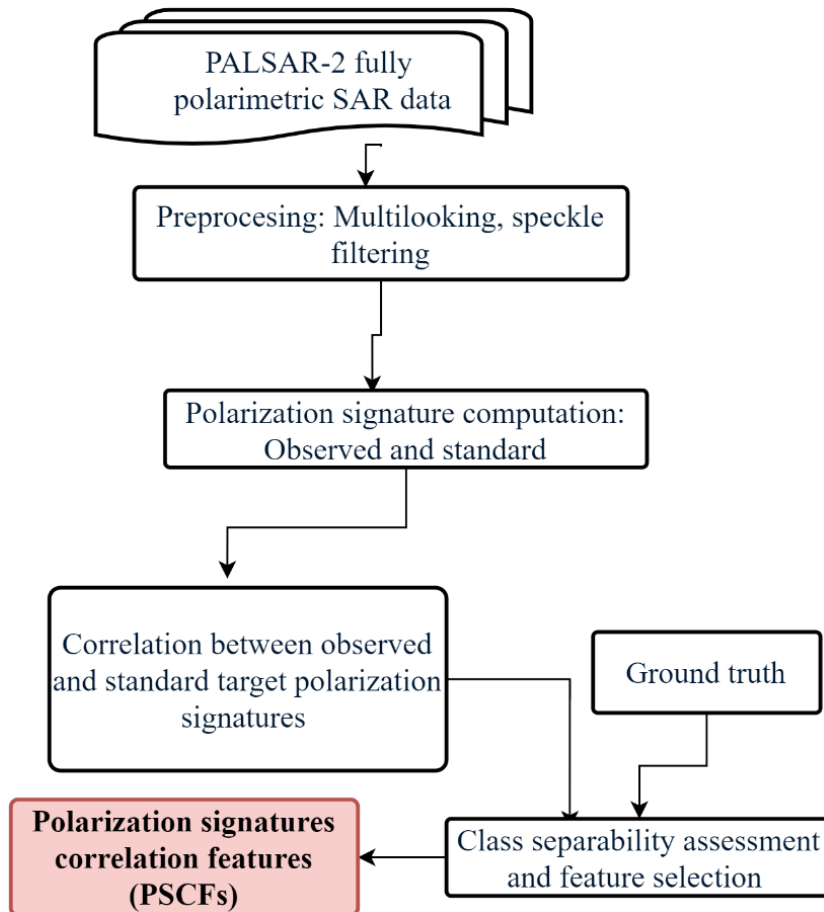 PALSAR-2 fully
polarimetric SAR data
Preprocesing: Multilooking, speckle
filtering
Polarization signature computation:
Observed and standard
Correlation between observed
and standard target polarization
signatures
Ground truth
Class separability assessment
and feature selection
Polarization signatures
correlation features
(PSCFs)